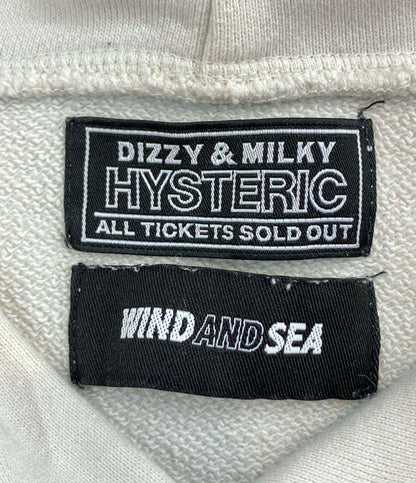 DIZZY & MILKY
HYSTERIC
ALL TICKETS SOLD OUT
WIND AND SEA